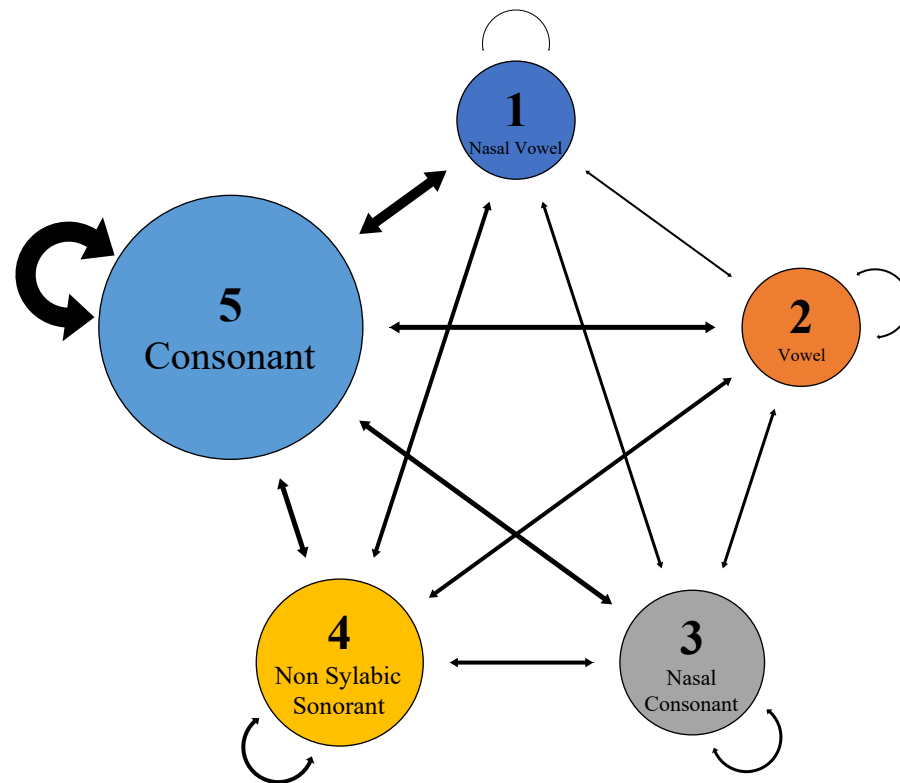 1
Nasal Vowel
5
Consonant
2
Vowel
4
Non Sylabic
Sonorant
3
Nasal
Consonant